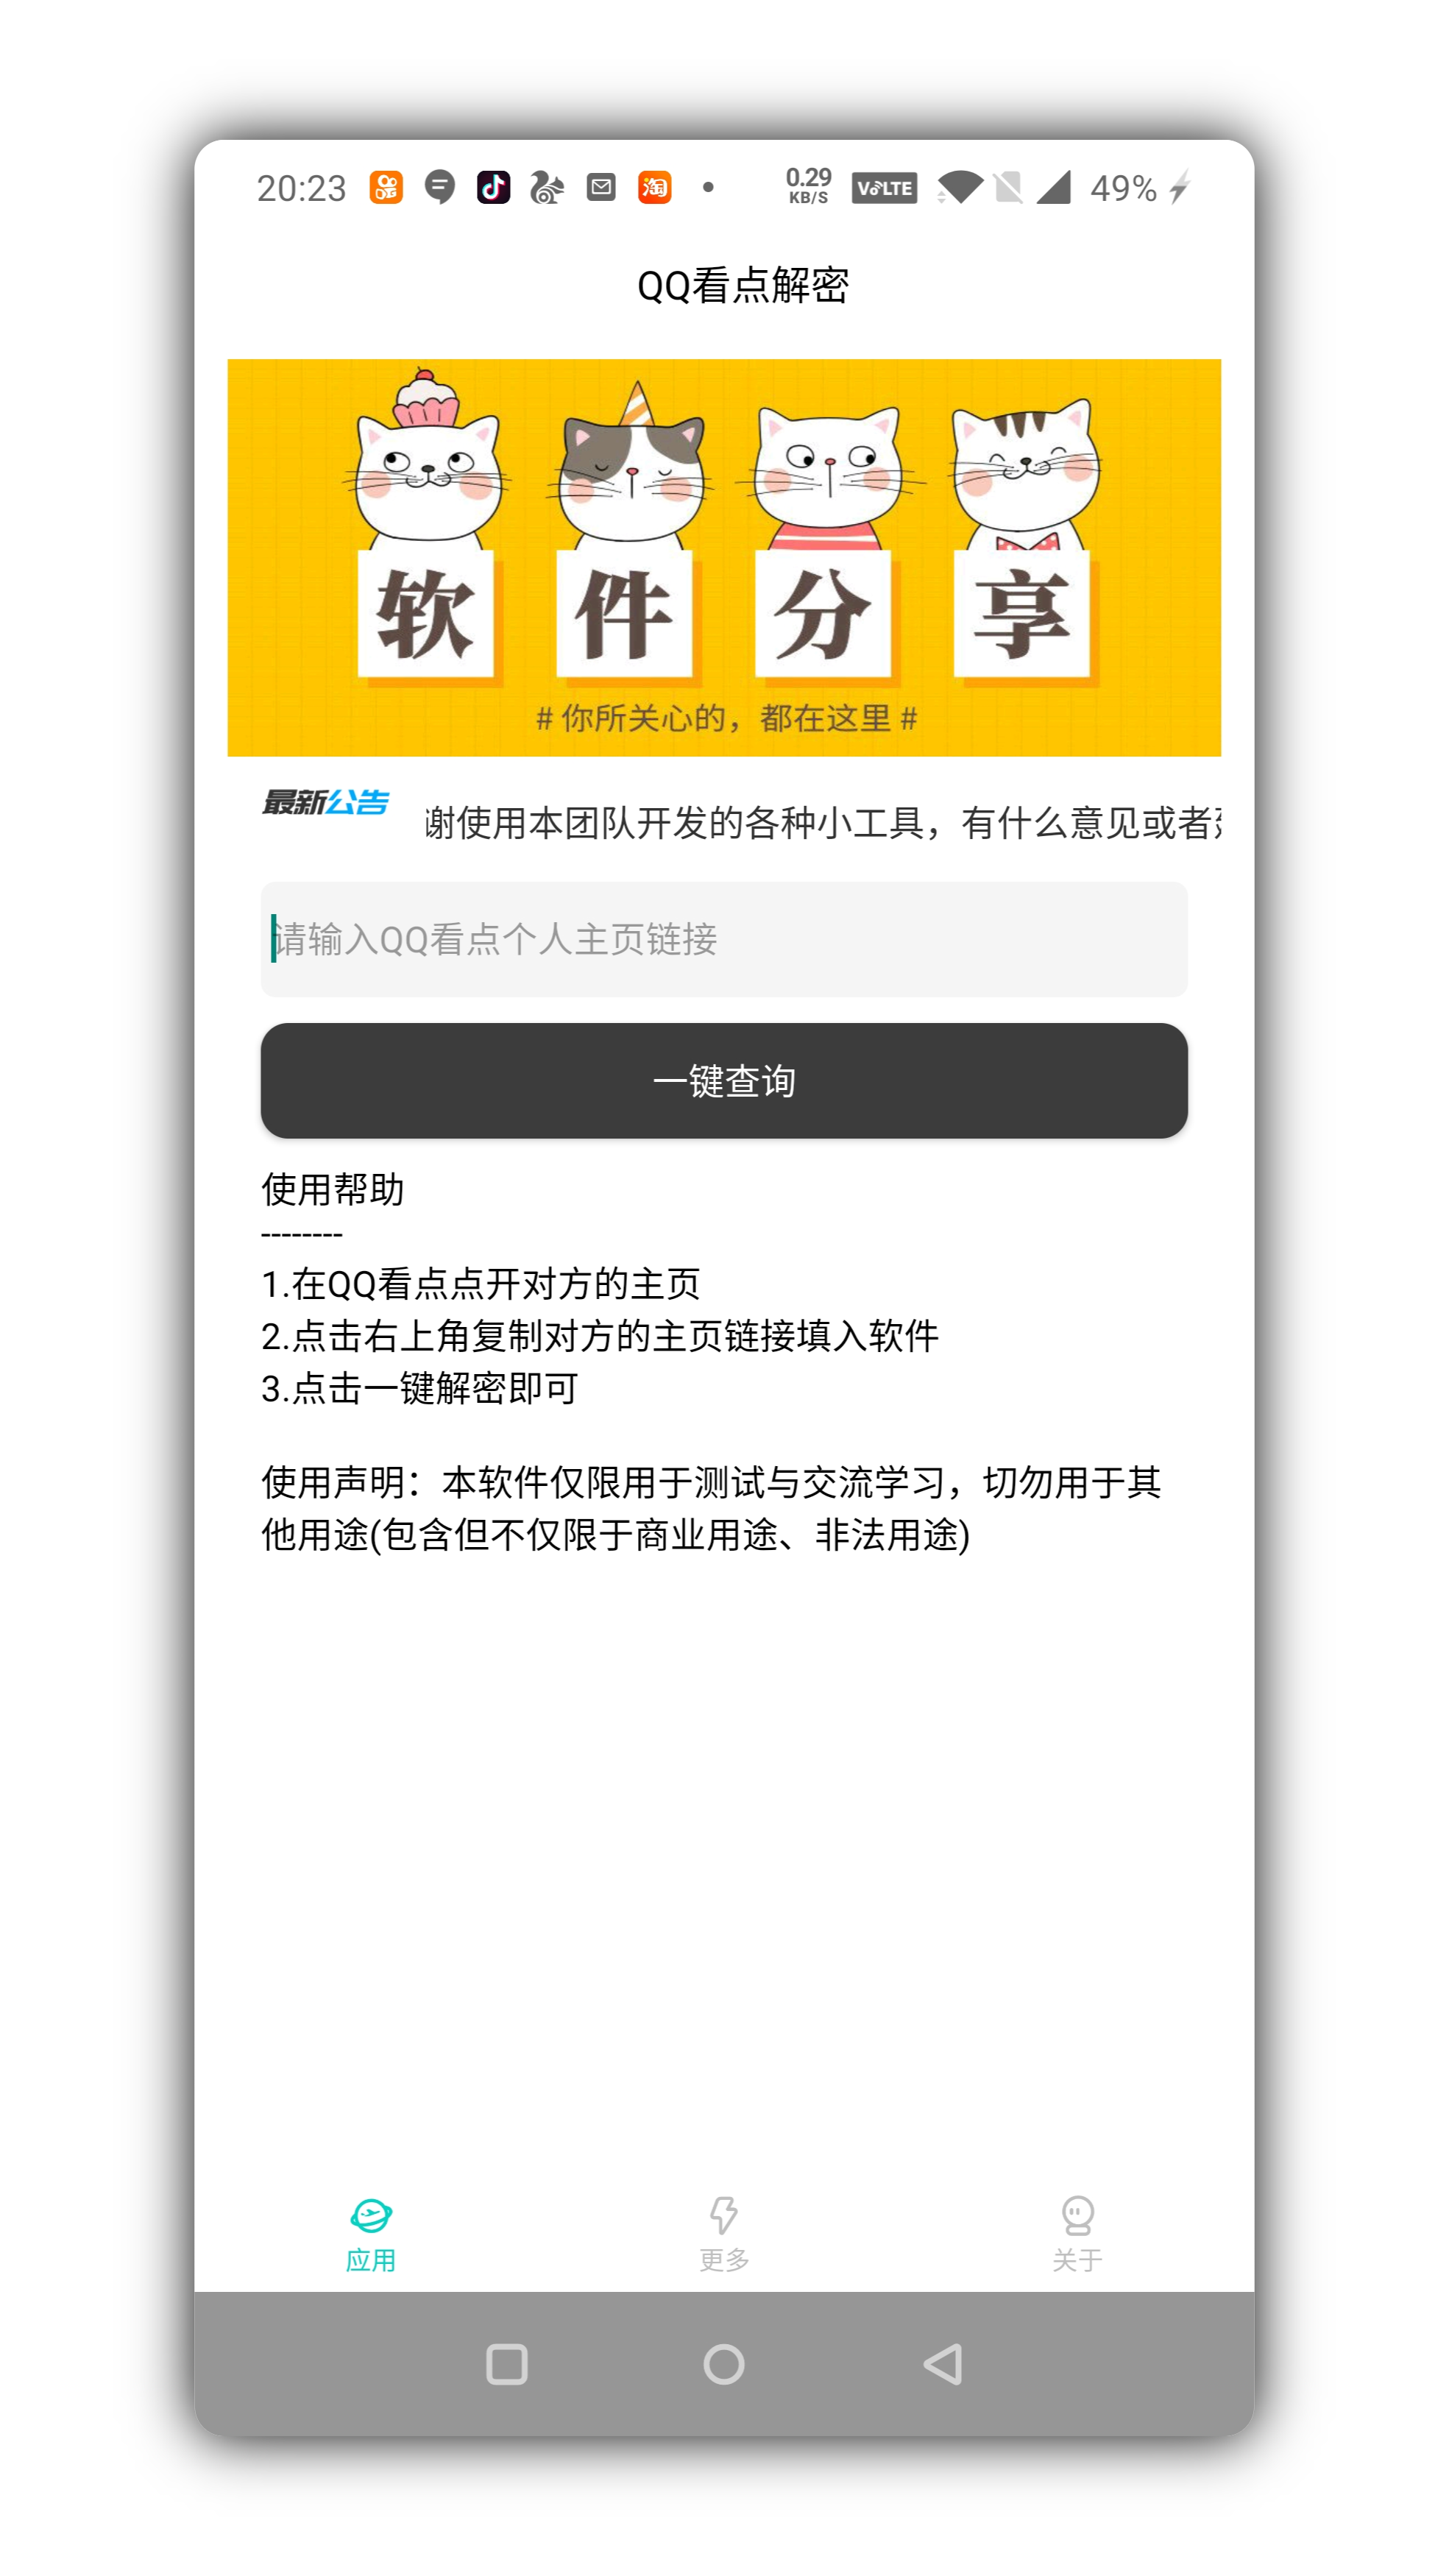 20:23 淘 0.29 KB/S VoLTE 49%
QQ看点解密
软件分享
# 你所关心的，都在这里 #
最新公告
谢使用本团队开发的各种小工具，有什么意见或者
请输入QQ看点个人主页链接
一键查询
使用帮助
--------
1.在QQ看点点开对方的主页
2.点击右上角复制对方的主页链接填入软件
3.点击一键解密即可
使用声明：本软件仅限用于测试与交流学习，切勿用于其
他用途(包含但不仅限于商业用途、非法用途)
应用 更多 关于